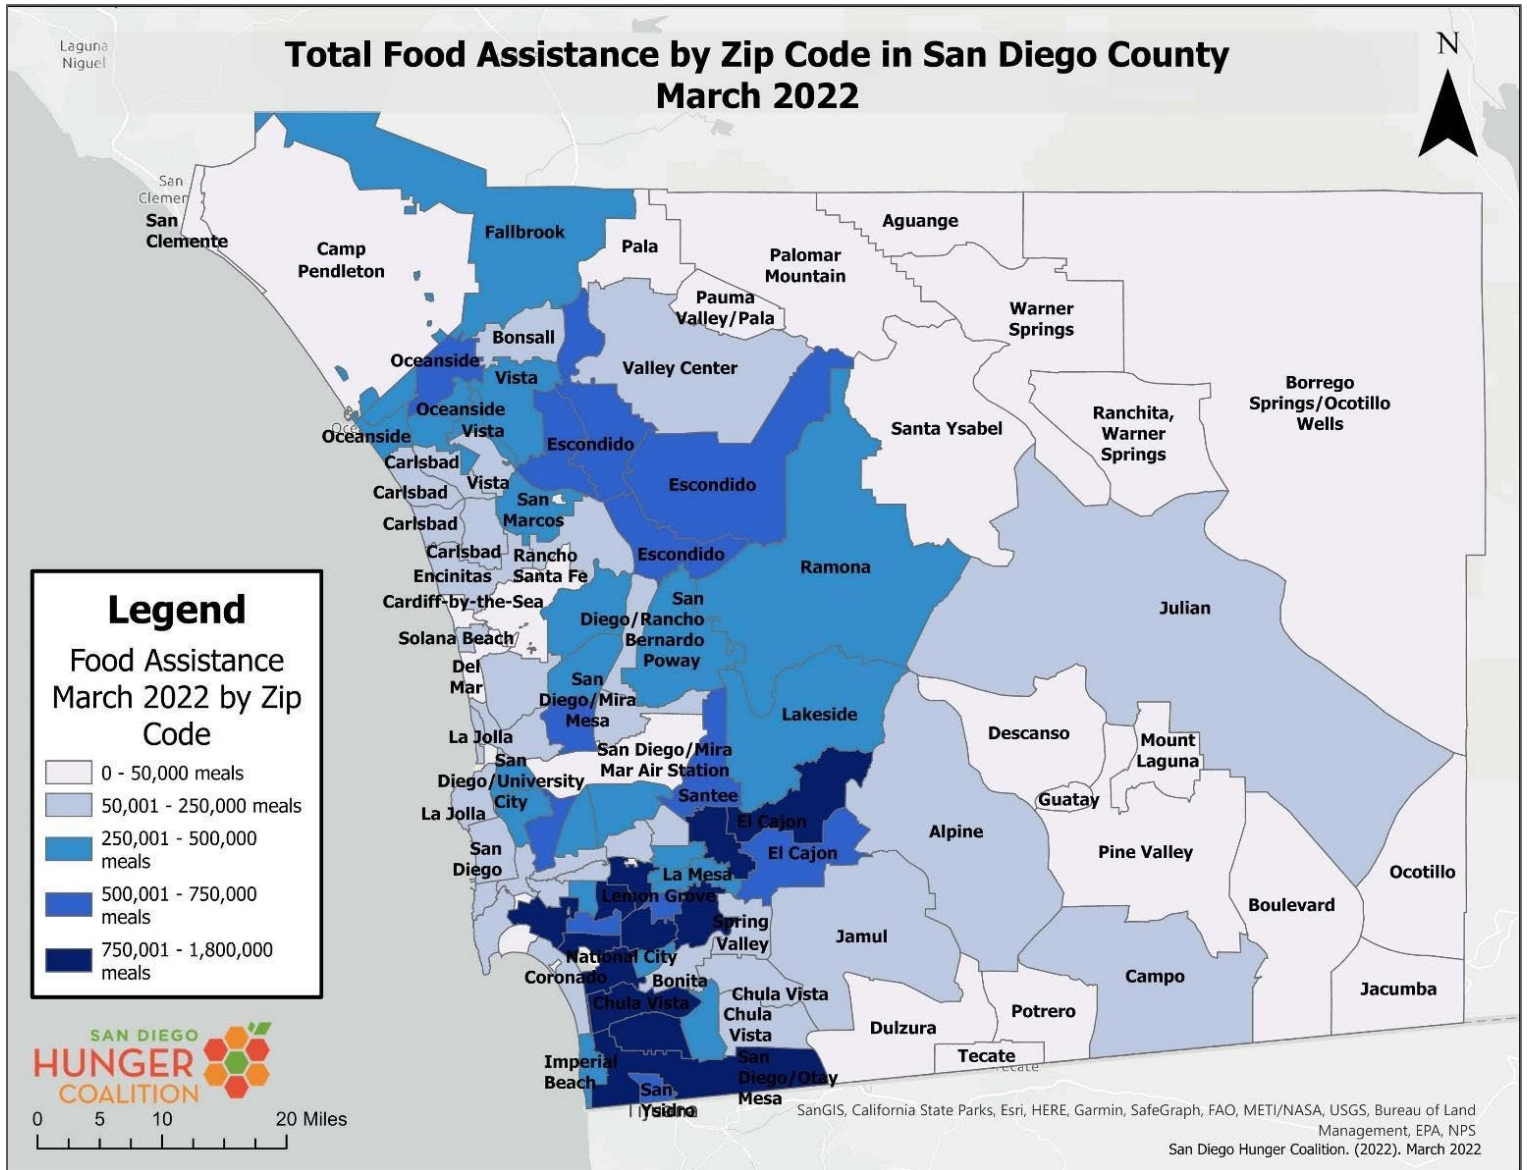 Total Food Assistance by Zip Code in San Diego County
March 2022
N
Laguna
Niguel
San
Clemen
San
Clemente
Camp
Pendleton
Fallbrook
Pala
Aguange
Palomar
Mountain
Pauma
Valley/Pala
Warner
Springs
Bonsall
Oceanside
Vista
Valley Center
Borrego
Springs/Ocotillo
Wells
Ranchita,
Warner
Springs
Santa Ysabel
Oceanside
Vista
Oceanside
Escondido
Carlsbad
Vista
Carlsbad
Escondido
San
Marcos
Carlsbad
Carlsbad
Rancho
Santa Fe
Escondido
Encinitas
Ramona
Cardiff-by-the-Sea
San
Diego/Rancho
Bernardo
Poway
Julian
Solana Beach
Del
Mar
San
Diego/Mira
Mesa
Lakeside
La Jolla
San Diego/Mira
Mar Air Station
Descanso
Mount
Laguna
San
Diego/University
City
Santee
Guatay
La Jolla
El Cajon
Alpine
El Cajon
Pine Valley
San
Diego
La Mesa
Ocotillo
Lemon Grove
Boulevard
Spring
Valley
Jamul
National City
Coronado
Bonita
Campo
Chula Vista
Chula Vista
Chula
Vista
Jacumba
Potrero
Dulzura
Tecate
Imperial
Beach
San
Diego/Otay
Mesa
San
Ysidro
Legend
Food Assistance
March 2022 by Zip
Code
0 - 50,000 meals
50,001 - 250,000 meals
250,001 - 500,000
meals
500,001 - 750,000
meals
750,001 - 1,800,000
meals
SAN DIEGO
HUNGER
COALITION
0 5 10 20 Miles
SanGIS, California State Parks, Esri, HERE, Garmin, SafeGraph, FAO, METI/NASA, USGS, Bureau of Land
Management, EPA, NPS
San Diego Hunger Coalition. (2022). March 2022